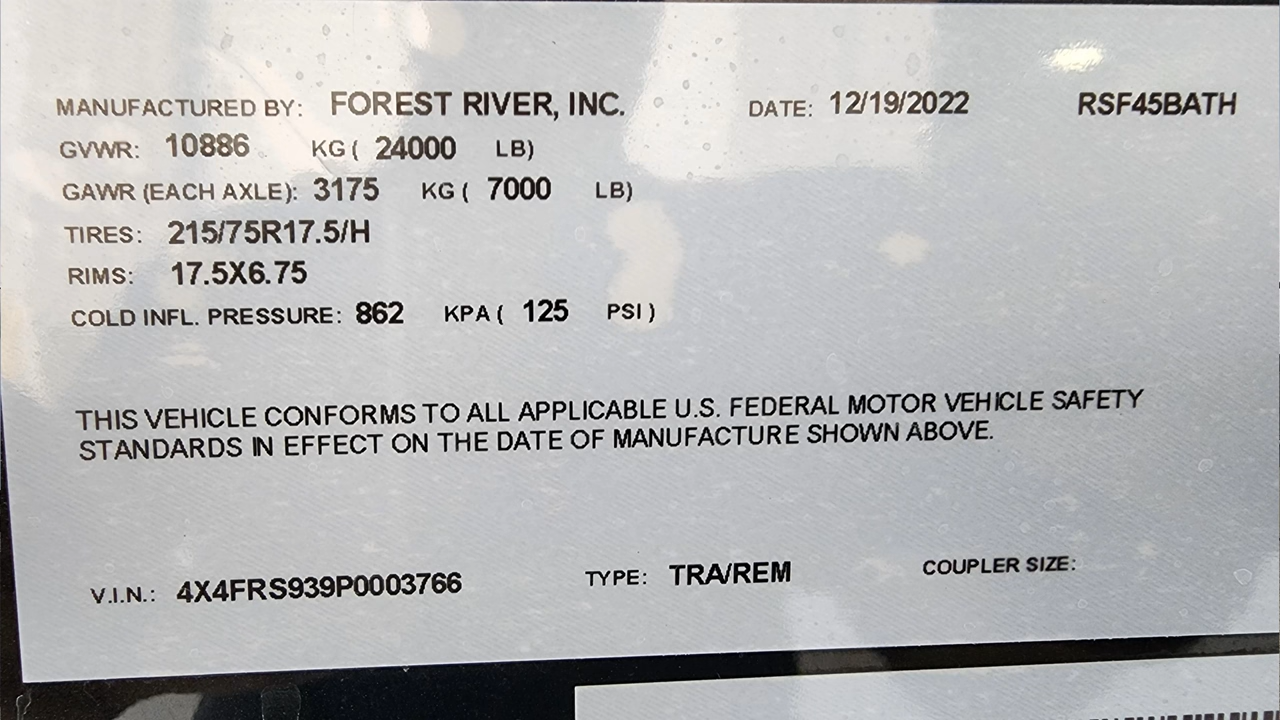 MANUFACTURED BY: FOREST RIVER, INC. DATE: 12/19/2022 RSF45BATH
GVWR: 10886 KG ( 24000 LB)
GAWR (EACH AXLE): 3175 KG ( 7000 LB)
TIRES: 215/75R17.5/H
RIMS: 17.5X6.75
COLD INFL. PRESSURE: 862 KPA ( 125 PSI )
THIS VEHICLE CONFORMS TO ALL APPLICABLE U.S. FEDERAL MOTOR VEHICLE SAFETY
STANDARDS IN EFFECT ON THE DATE OF MANUFACTURE SHOWN ABOVE.
V.I.N.: 4X4FRS939P0003766 TYPE: TRA/REM COUPLER SIZE: